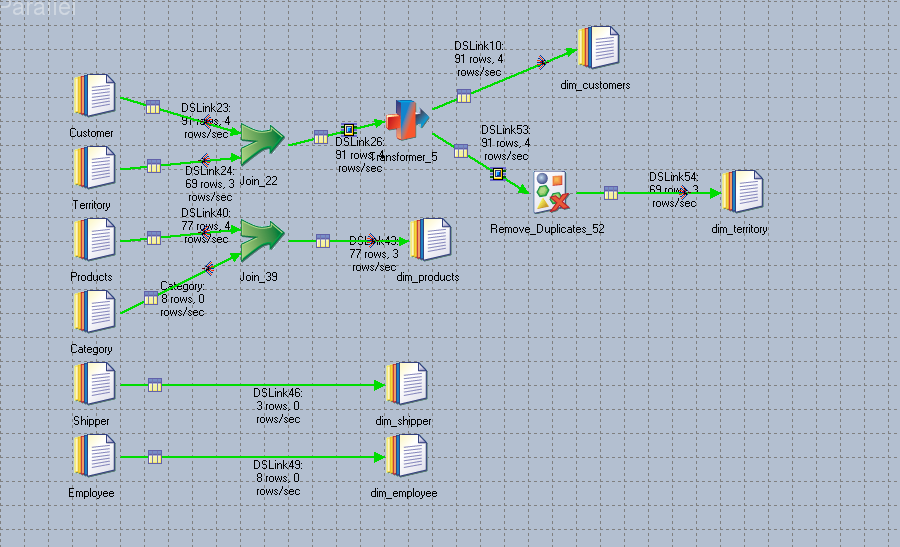 Parallel
DSLink10:
91 rows, 4
rows/sec
dim_customers
Customer
DSLink23:
91 rows, 4
rows/sec
DSLink26:
91 rows, 4
rows/sec
Transformer_5
DSLink53:
91 rows, 4
rows/sec
Territory
DSLink24:
69 rows, 3
rows/sec
Join_22
Remove_Duplicates_52
DSLink54:
69 rows, 3
rows/sec
dim_territory
Products
DSLink40:
77 rows, 4
rows/sec
Join_39
DSLink43:
77 rows, 3
rows/sec
dim_products
Category:
8 rows, 0
rows/sec
Category
Shipper
DSLink46:
3 rows, 0
rows/sec
dim_shipper
Employee
DSLink49:
8 rows, 0
rows/sec
dim_employee